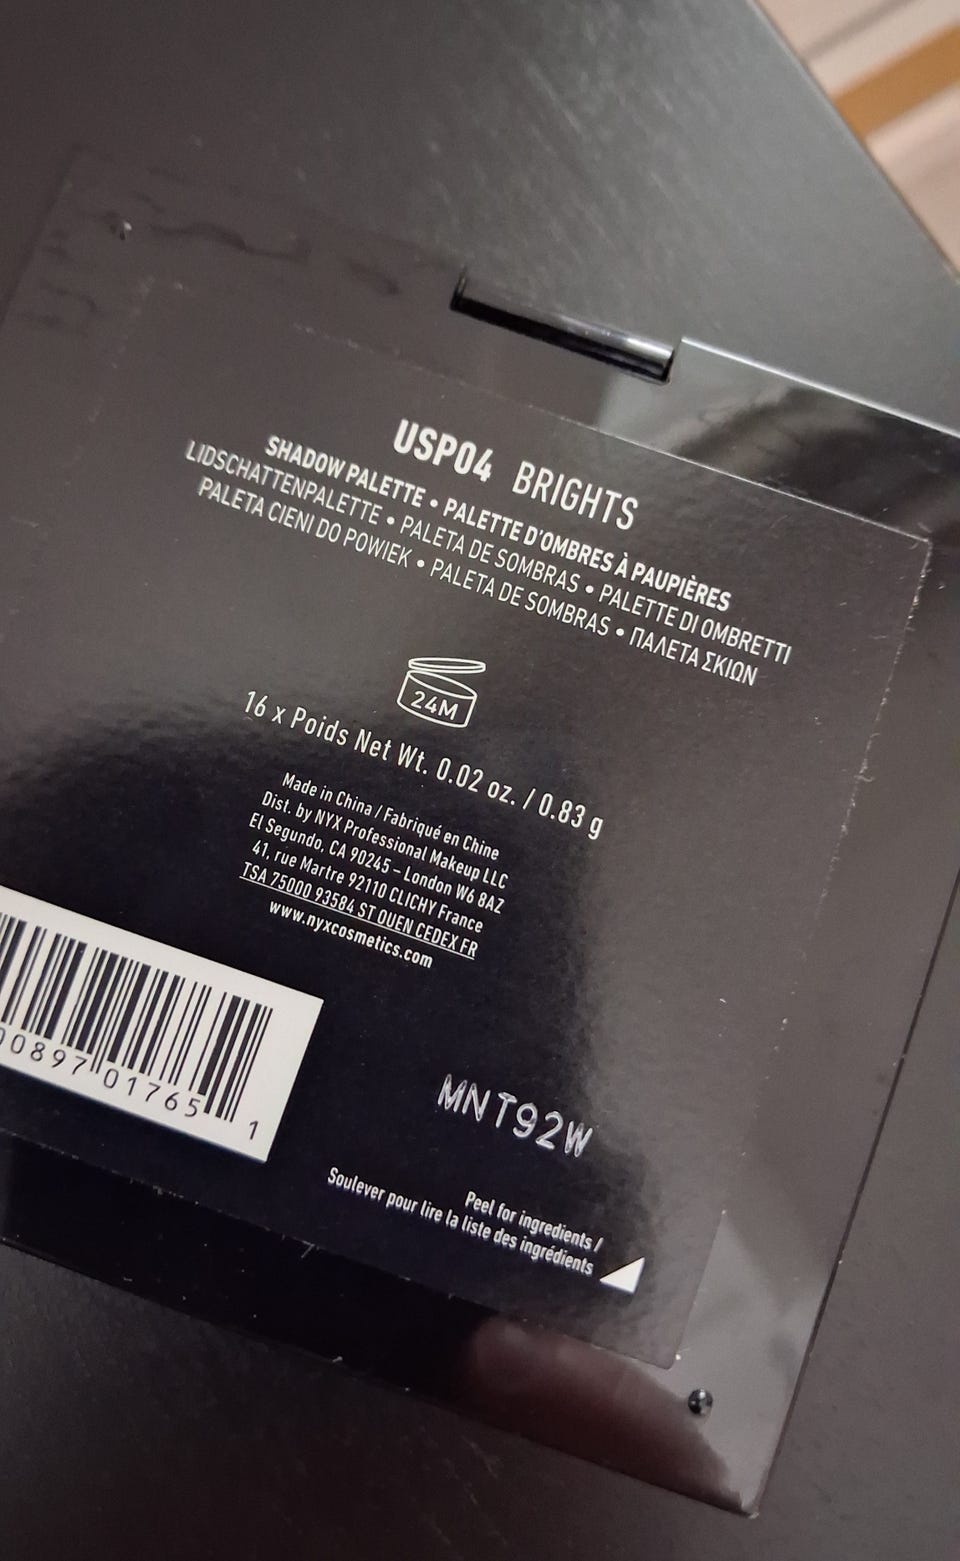 USP04 BRIGHTS
SHADOW PALETTE • PALETTE D'OMBRES À PAUPIÈRES
LIDSCHATTENPALETTE • PALETA DE SOMBRAS • PALETTE DI OMBRETTI
PALETA CIENI DO POWIEK • PALETA DE SOMBRAS • ΠΑΛΕΤΑ ΣΚΙΩΝ
24M
16 x Poids Net Wt. 0.02 oz. / 0.83 g
Made in China / Fabriqué en Chine
Dist. by NYX Professional Makeup LLC
El Segundo, CA 90245 – London W6 8AZ
41, rue Martre 92110 CLICHY France
TSA 75000 93584 ST OUEN CEDEX FR
www.nyxcosmetics.com
00897 01765 1
MNT92W
Peel for ingredients /
Soulever pour lire la liste des ingrédients